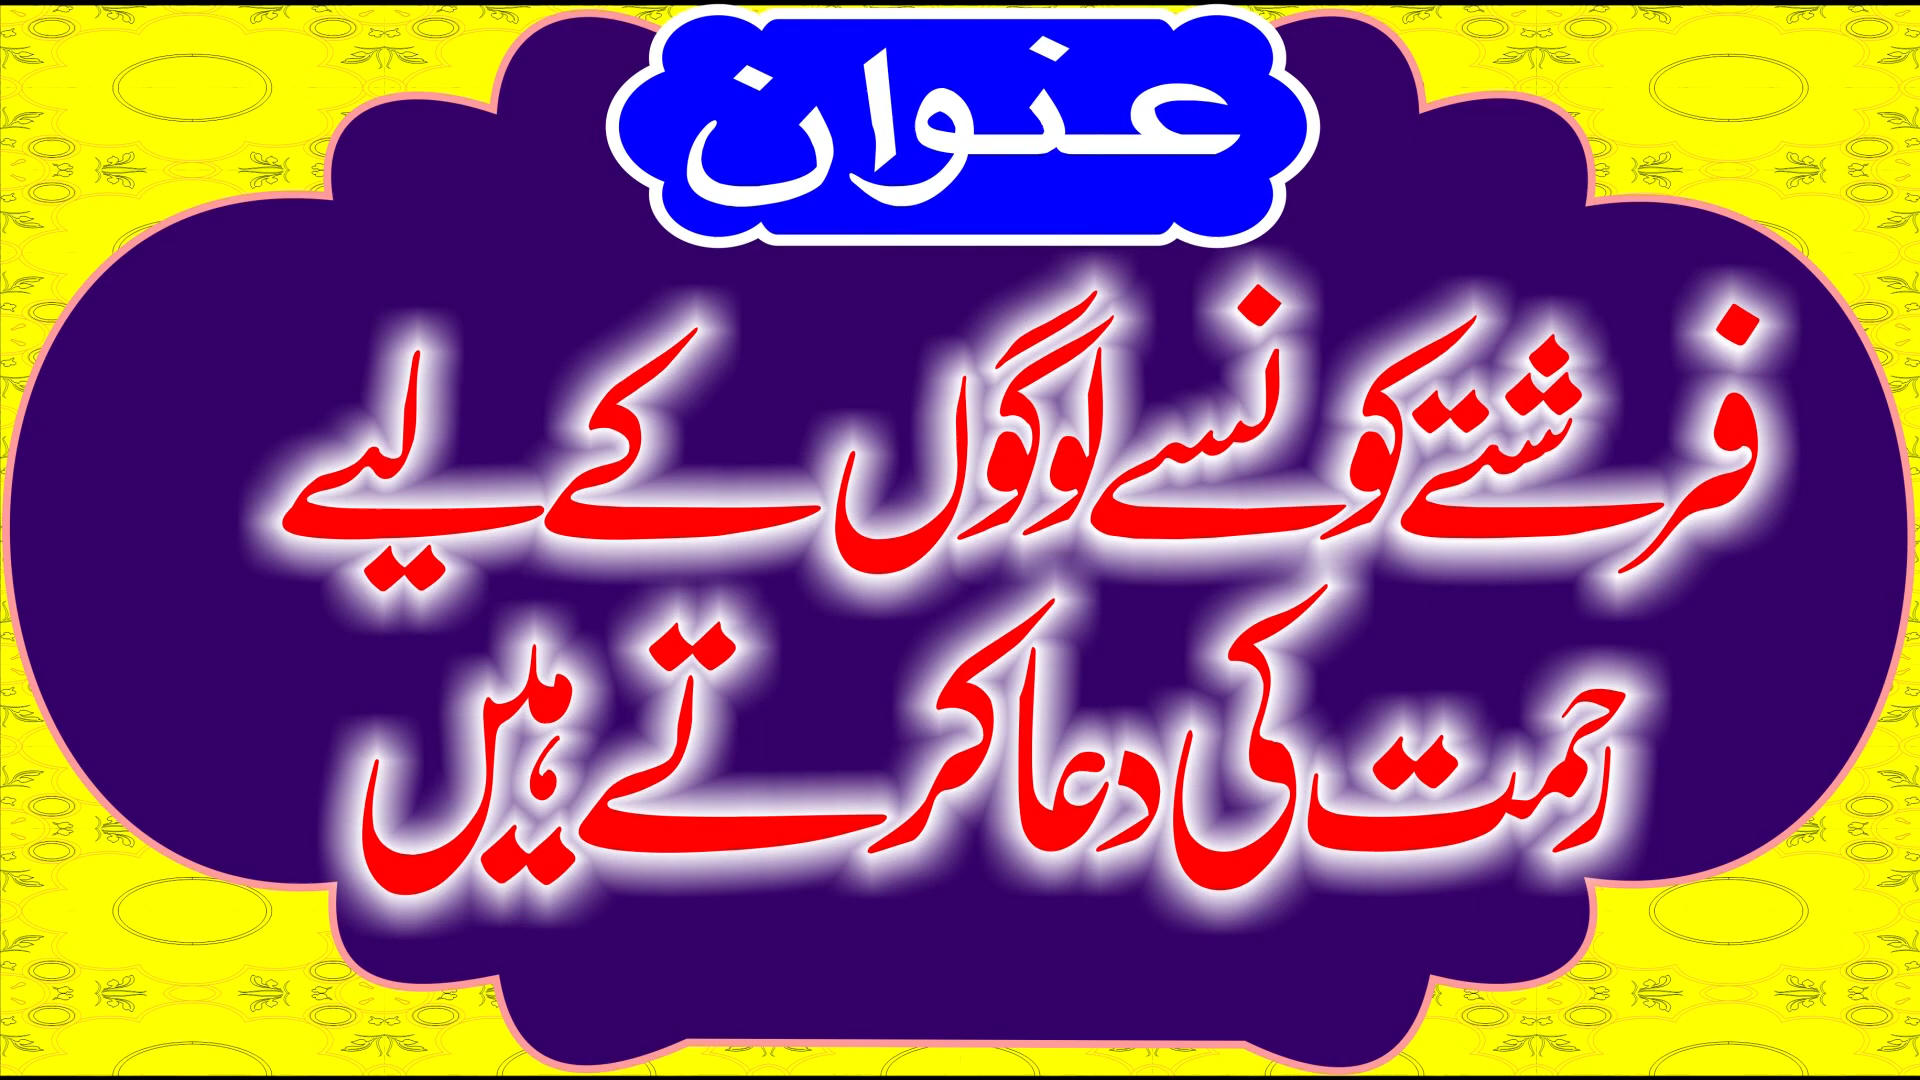 عنوان
فرشتے کونسے لوگوں کے لیے
رحمت کی دعا کرتے ہیں